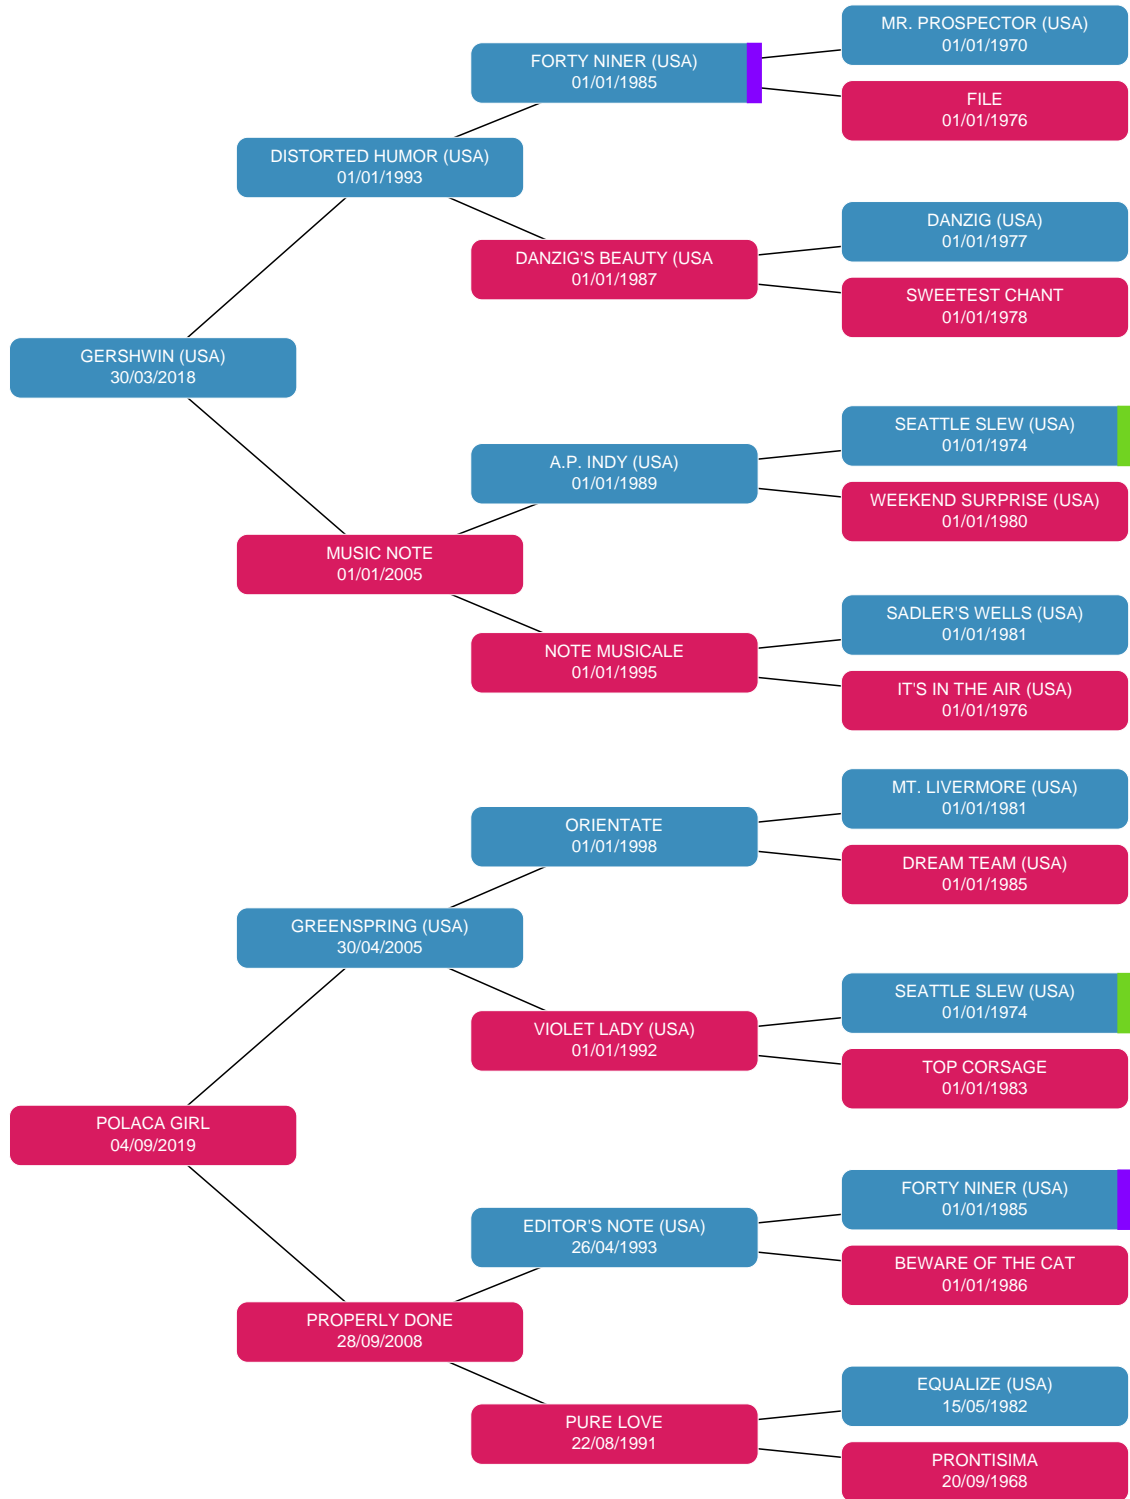 MR. PROSPECTOR (USA)
01/01/1970
FORTY NINER (USA)
01/01/1985
FILE
01/01/1976
DISTORTED HUMOR (USA)
01/01/1993
DANZIG (USA)
01/01/1977
DANZIG'S BEAUTY (USA
01/01/1987
SWEETEST CHANT
01/01/1978
GERSHWIN (USA)
30/03/2018
SEATTLE SLEW (USA)
01/01/1974
A.P. INDY (USA)
01/01/1989
WEEKEND SURPRISE (USA)
01/01/1980
MUSIC NOTE
01/01/2005
SADLER'S WELLS (USA)
01/01/1981
NOTE MUSICALE
01/01/1995
IT'S IN THE AIR (USA)
01/01/1976
MT. LIVERMORE (USA)
01/01/1981
ORIENTATE
01/01/1998
DREAM TEAM (USA)
01/01/1985
GREENSPRING (USA)
30/04/2005
SEATTLE SLEW (USA)
01/01/1974
VIOLET LADY (USA)
01/01/1992
TOP CORSAGE
01/01/1983
POLACA GIRL
04/09/2019
FORTY NINER (USA)
01/01/1985
EDITOR'S NOTE (USA)
26/04/1993
BEWARE OF THE CAT
01/01/1986
PROPERLY DONE
28/09/2008
EQUALIZE (USA)
15/05/1982
PURE LOVE
22/08/1991
PRONTISIMA
20/09/1968